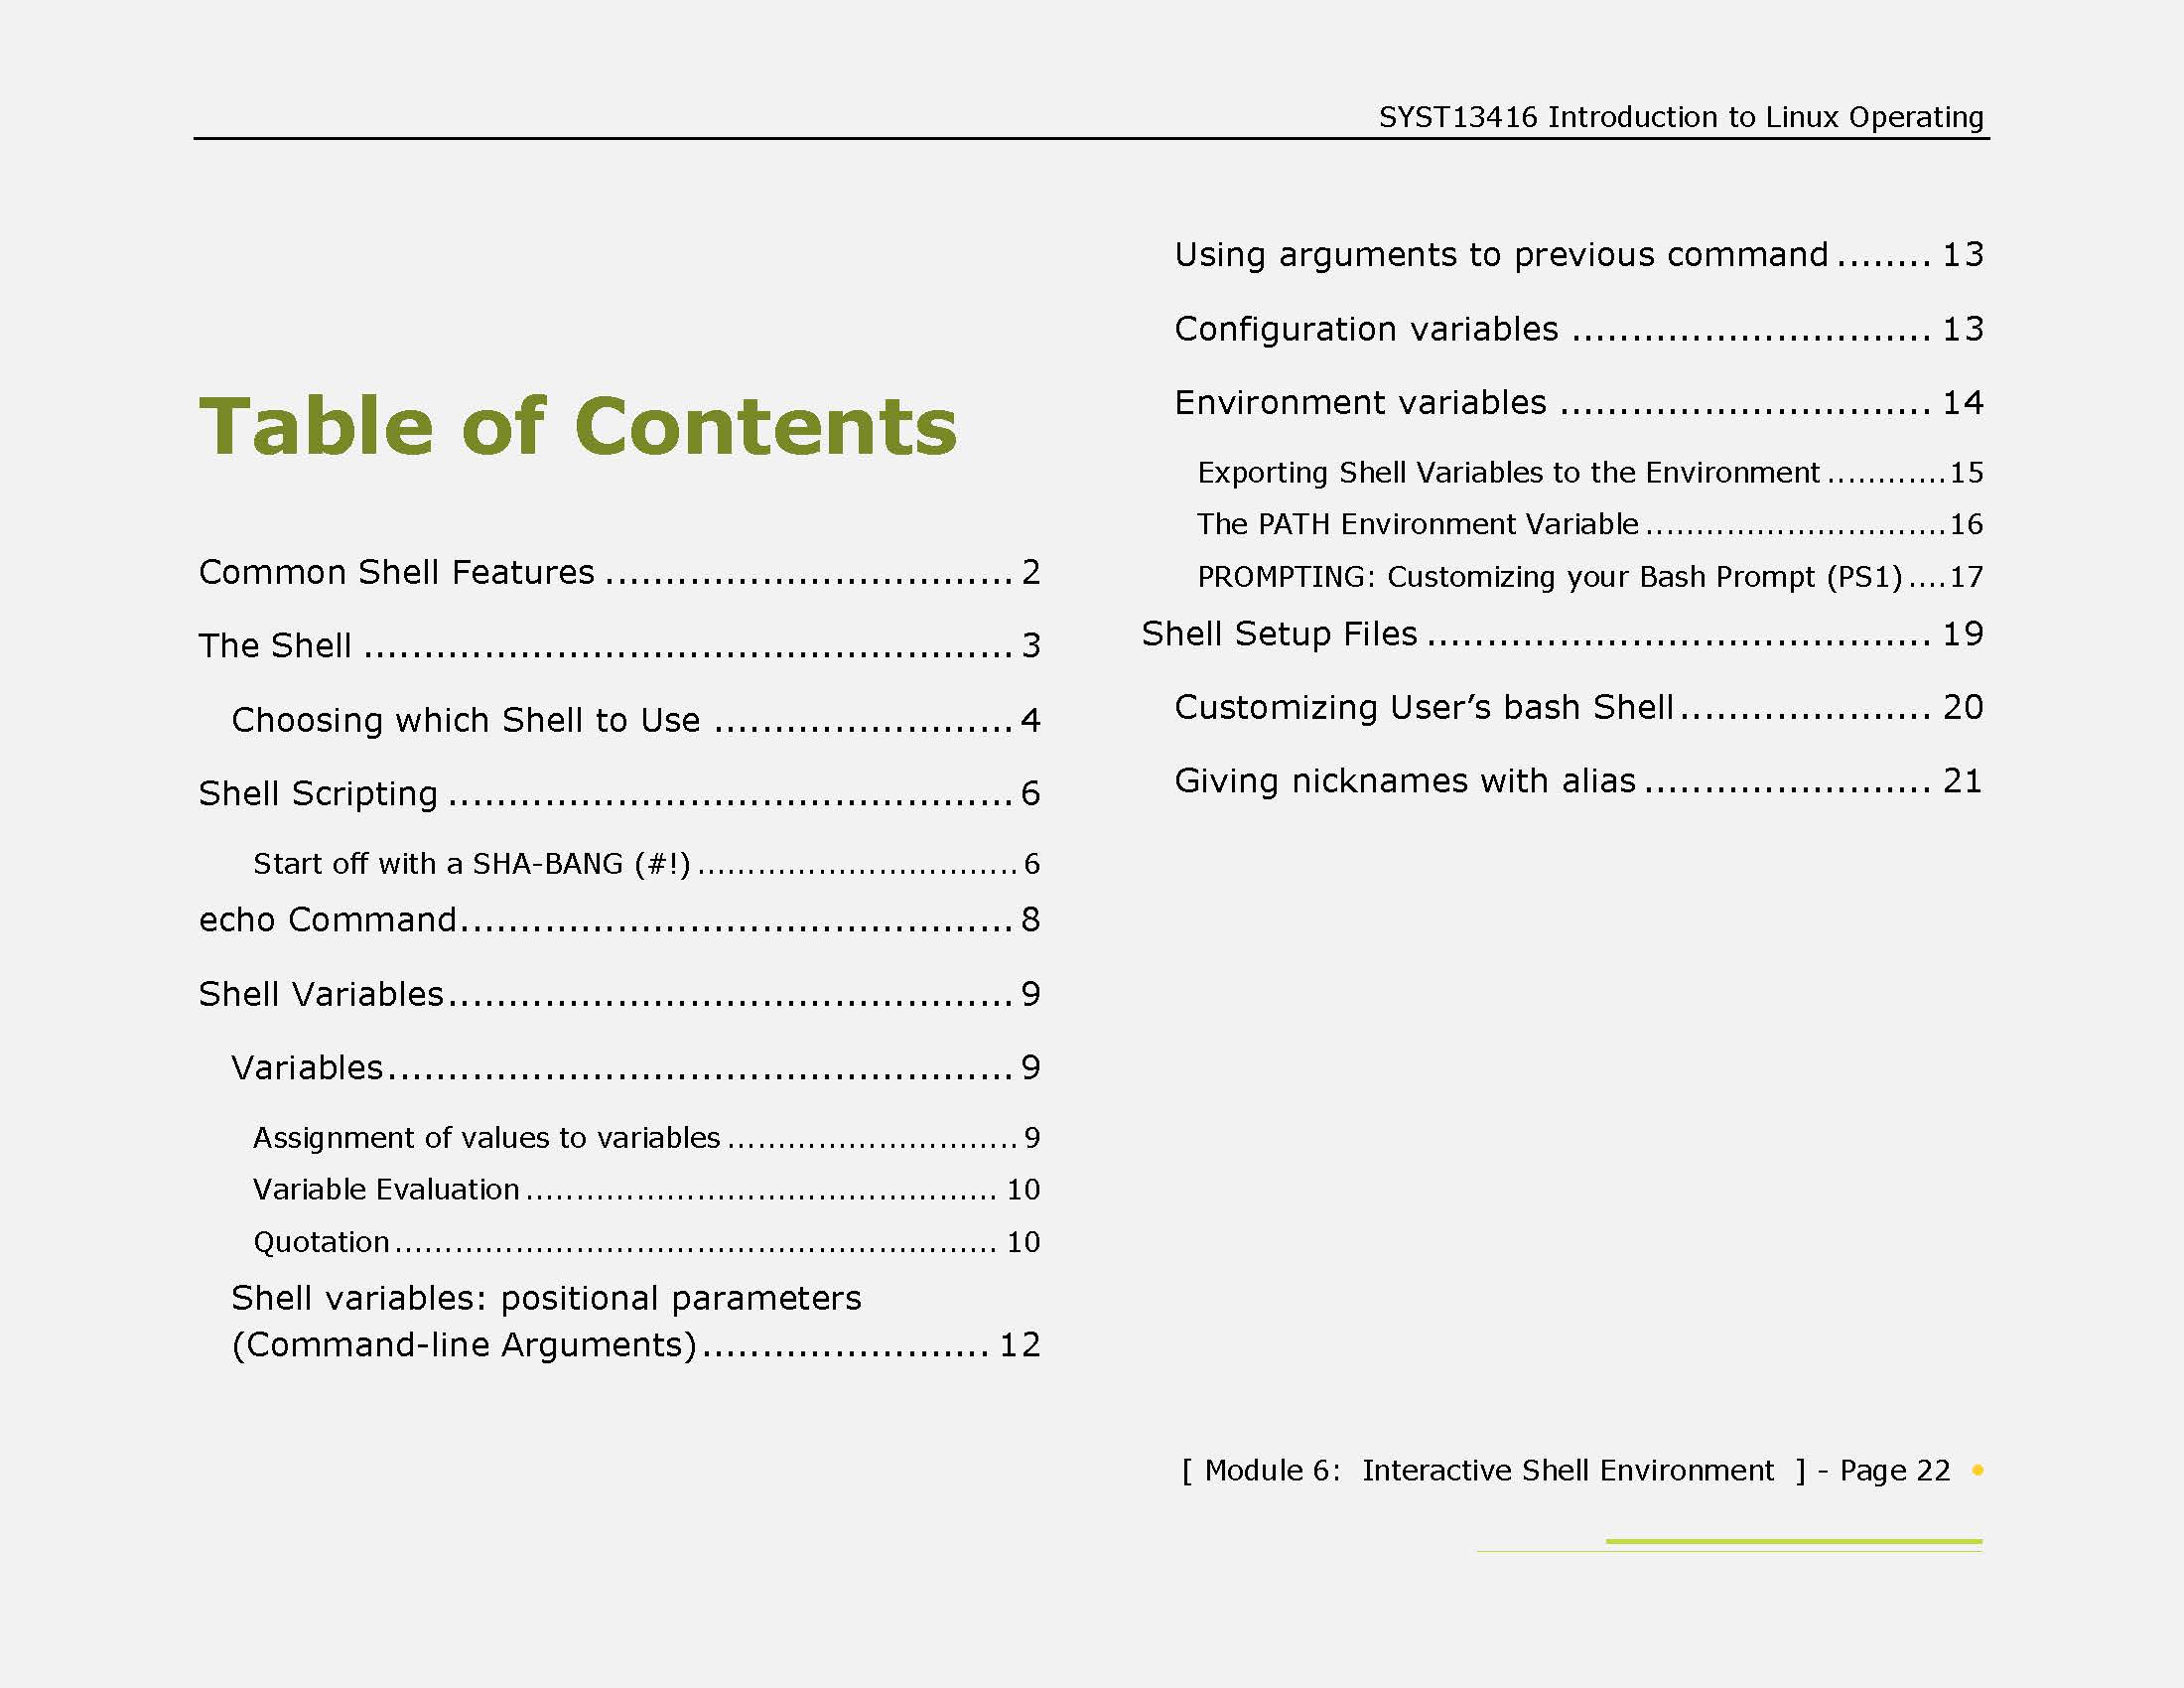 SYST13416 Introduction to Linux Operating
Table of Contents
Common Shell Features .................................. 2
The Shell ...................................................... 3
Choosing which Shell to Use ......................... 4
Shell Scripting ............................................... 6
Start off with a SHA-BANG (#!) ................................ 6
echo Command.............................................. 8
Shell Variables............................................... 9
Variables.................................................... 9
Assignment of values to variables ............................. 9
Variable Evaluation ............................................... 10
Quotation ............................................................ 10
Shell variables: positional parameters
(Command-line Arguments)........................ 12
Using arguments to previous command ........ 13
Configuration variables .............................. 13
Environment variables ............................... 14
Exporting Shell Variables to the Environment ............15
The PATH Environment Variable ..............................16
PROMPTING: Customizing your Bash Prompt (PS1) ....17
Shell Setup Files .......................................... 19
Customizing User’s bash Shell..................... 20
Giving nicknames with alias ........................ 21
[ Module 6:  Interactive Shell Environment  ] - Page 22 •